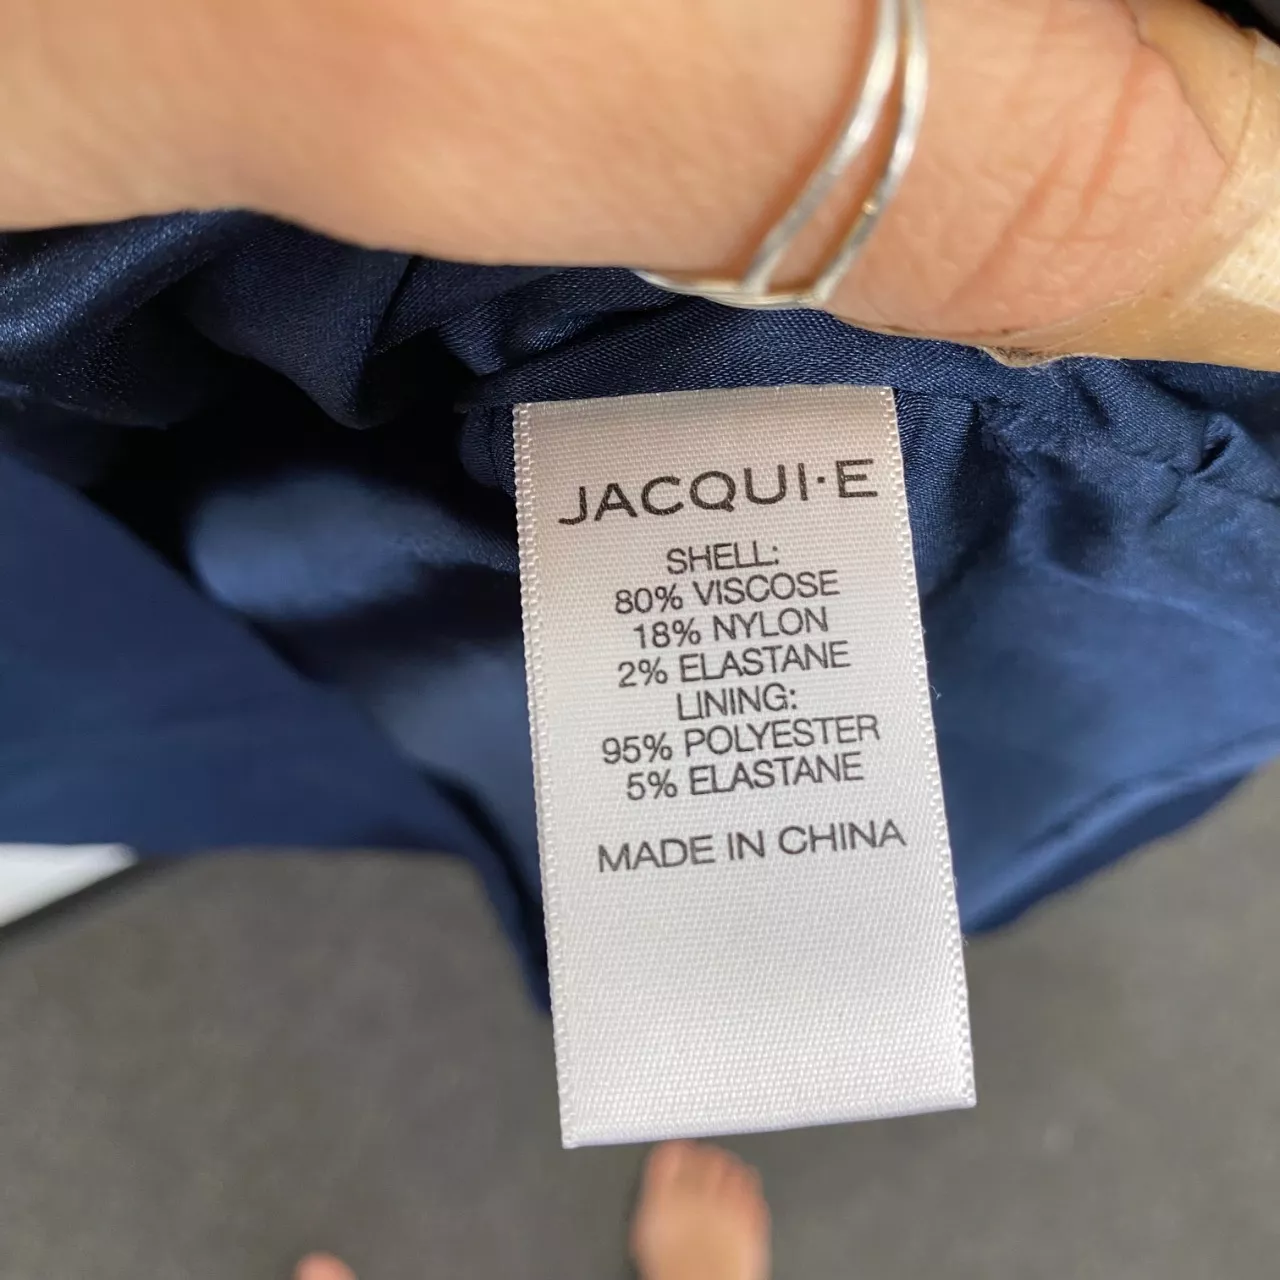 JACQUI·E
SHELL:
80% VISCOSE
18% NYLON
2% ELASTANE
LINING:
95% POLYESTER
5% ELASTANE
MADE IN CHINA